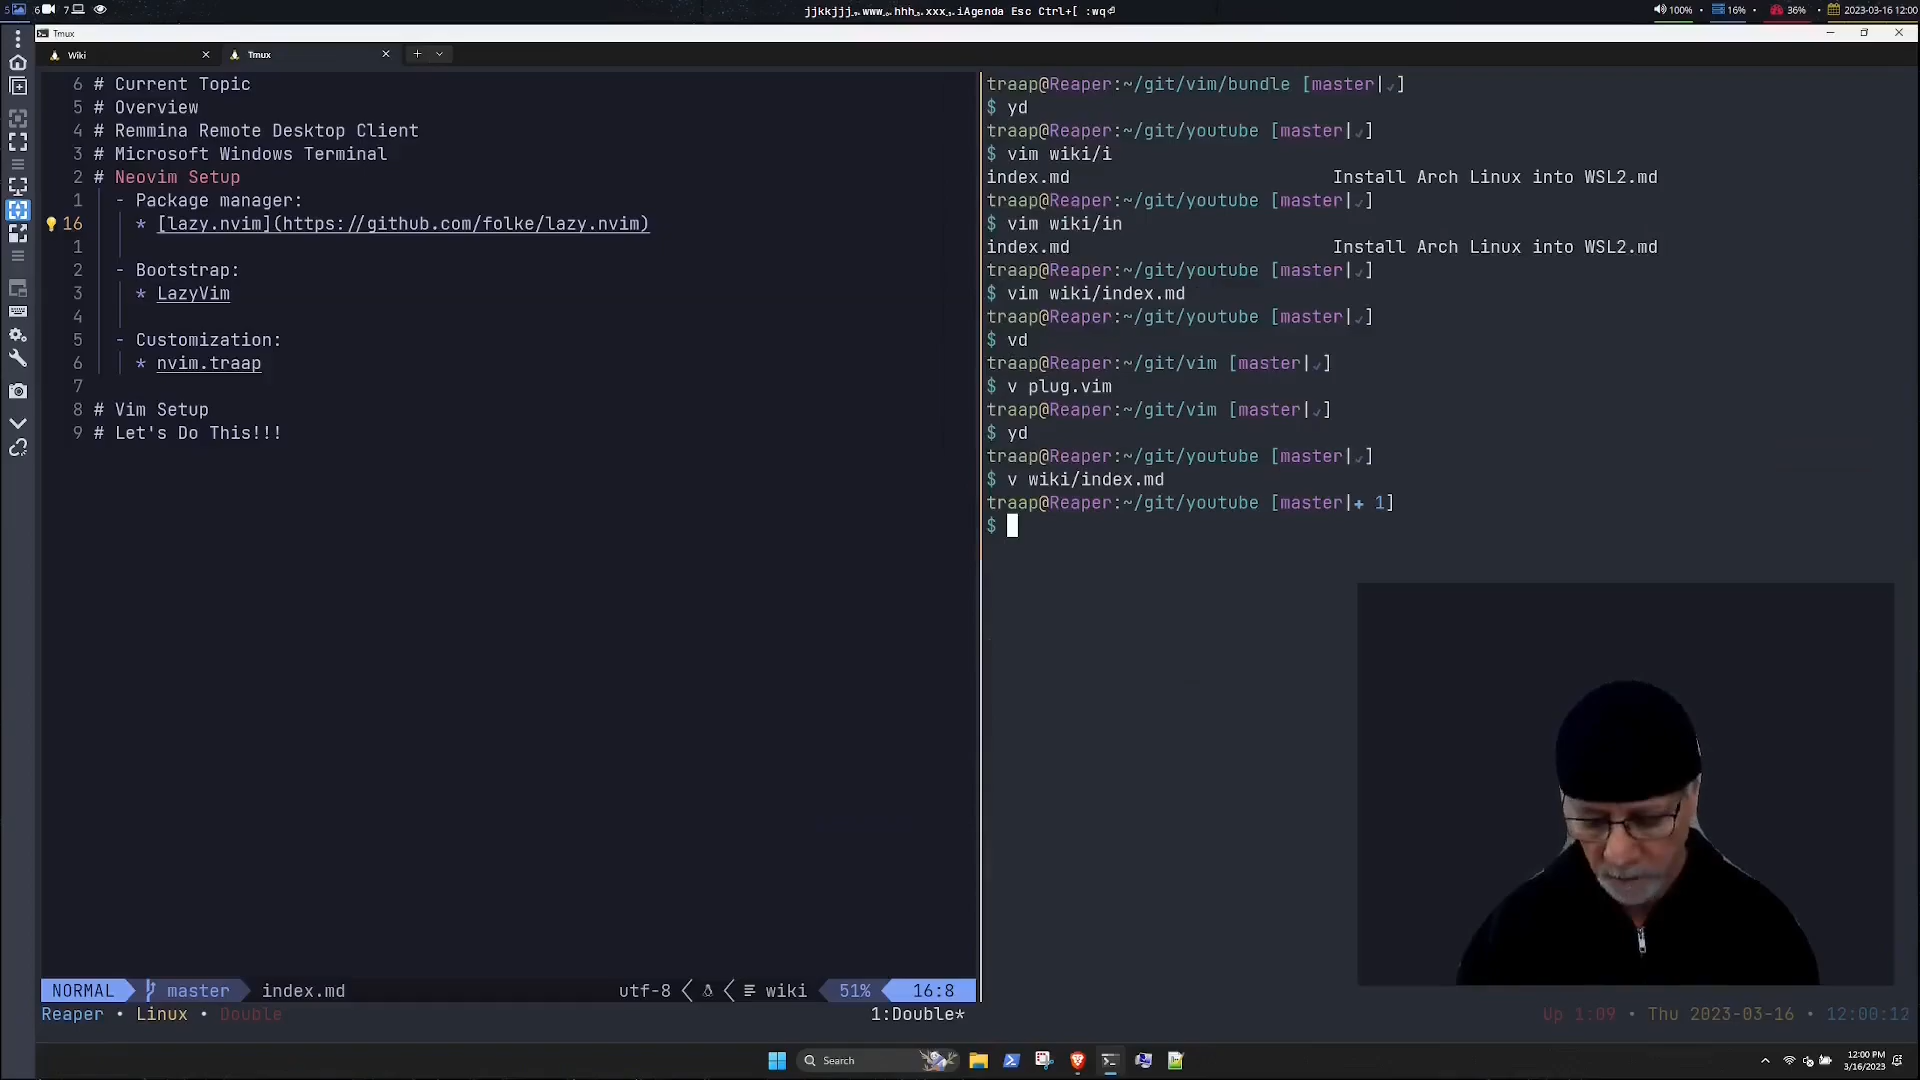 5 6 7 jjkkjjj www hhh xxx iAgenda Esc Ctrl+[ :wq⏎ 100% • 16% • 36% • 2023-03-16 12:00
Tmux
Wiki
Tmux
6 # Current Topic
5 # Overview
4 # Remmina Remote Desktop Client
3 # Microsoft Windows Terminal
2 # Neovim Setup
1 - Package manager:
16 * [lazy.nvim](https://github.com/folke/lazy.nvim)
1
2 - Bootstrap:
3 * LazyVim
4
5 - Customization:
6 * nvim.traap
7
8 # Vim Setup
9 # Let's Do This!!!
NORMAL master index.md utf-8 wiki 51% 16:8
traap@Reaper:~/git/vim/bundle [master|✓]
$ yd
traap@Reaper:~/git/youtube [master|✓]
$ vim wiki/i
index.md Install Arch Linux into WSL2.md
traap@Reaper:~/git/youtube [master|✓]
$ vim wiki/in
index.md Install Arch Linux into WSL2.md
traap@Reaper:~/git/youtube [master|✓]
$ vim wiki/index.md
traap@Reaper:~/git/youtube [master|✓]
$ vd
traap@Reaper:~/git/vim [master|✓]
$ v plug.vim
traap@Reaper:~/git/vim [master|✓]
$ yd
traap@Reaper:~/git/youtube [master|✓]
$ v wiki/index.md
traap@Reaper:~/git/youtube [master|+ 1]
$
Reaper • Linux • Double 1:Double* Up 1:09 • Thu 2023-03-16 • 12:00:12
Search
12:00 PM
3/16/2023